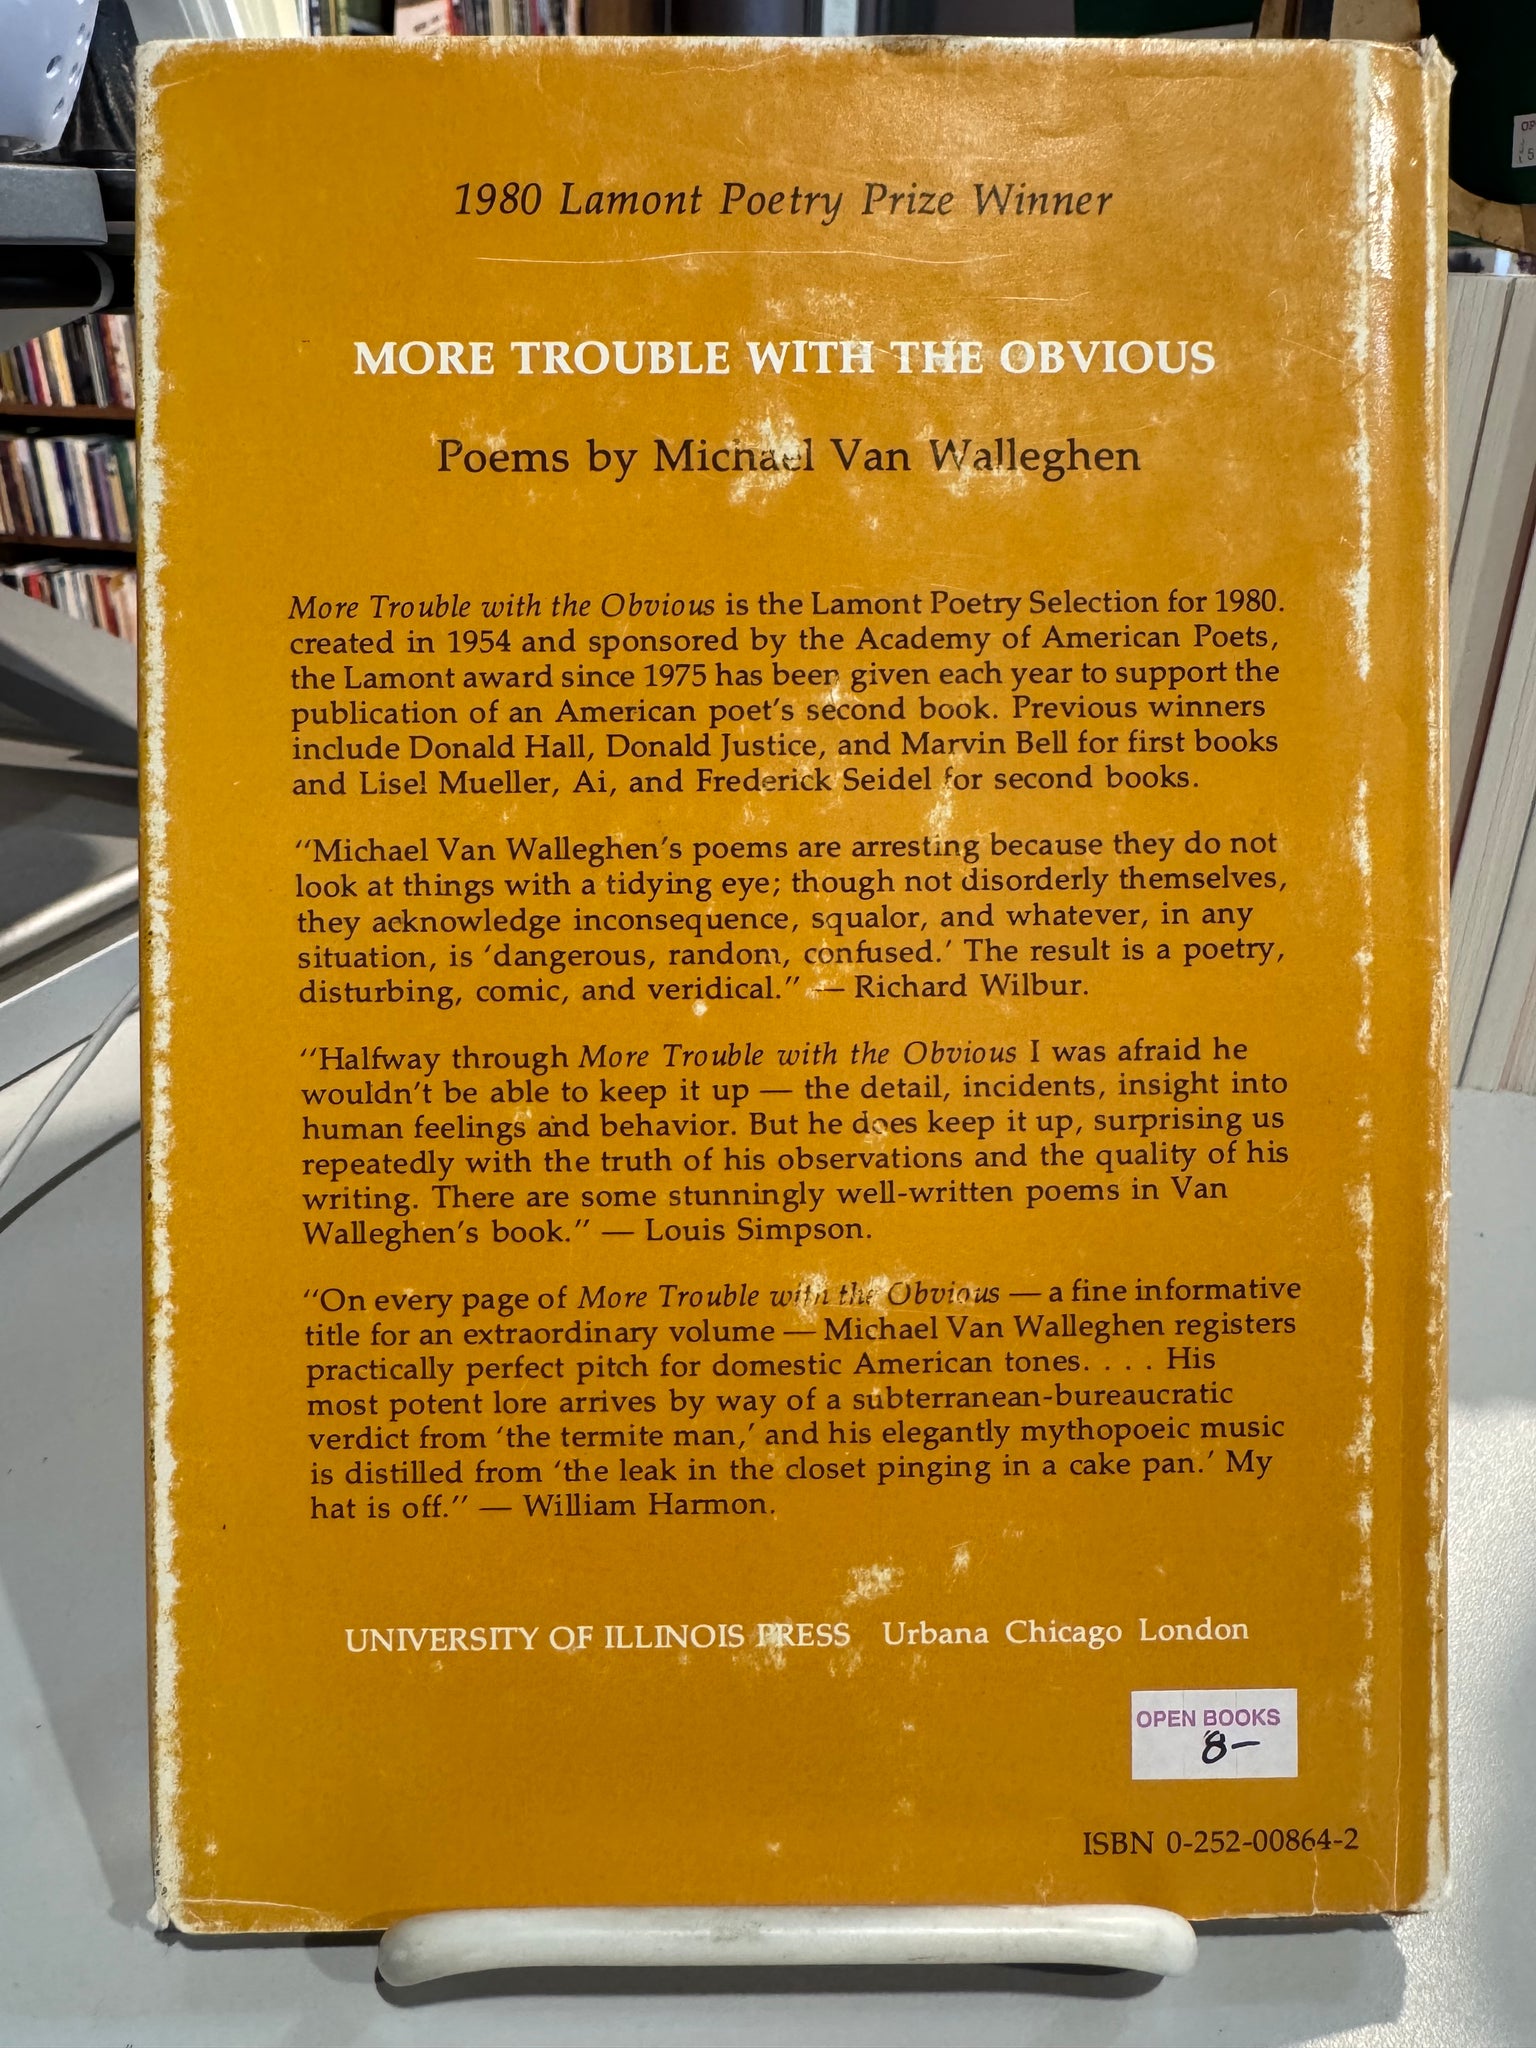 1980 Lamont Poetry Prize Winner
MORE TROUBLE WITH THE OBVIOUS
Poems by Michael Van Walleghen
More Trouble with the Obvious is the Lamont Poetry Selection for 1980.
created in 1954 and sponsored by the Academy of American Poets,
the Lamont award since 1975 has been given each year to support the
publication of an American poet's second book. Previous winners
include Donald Hall, Donald Justice, and Marvin Bell for first books
and Lisel Mueller, Ai, and Frederick Seidel for second books.
"Michael Van Walleghen's poems are arresting because they do not
look at things with a tidying eye; though not disorderly themselves,
they acknowledge inconsequence, squalor, and whatever, in any
situation, is 'dangerous, random, confused.' The result is a poetry,
disturbing, comic, and veridical." — Richard Wilbur.
"Halfway through More Trouble with the Obvious I was afraid he
wouldn't be able to keep it up — the detail, incidents, insight into
human feelings and behavior. But he does keep it up, surprising us
repeatedly with the truth of his observations and the quality of his
writing. There are some stunningly well-written poems in Van
Walleghen's book." — Louis Simpson.
"On every page of More Trouble with the Obvious — a fine informative
title for an extraordinary volume — Michael Van Walleghen registers
practically perfect pitch for domestic American tones. . . . His
most potent lore arrives by way of a subterranean-bureaucratic
verdict from 'the termite man,' and his elegantly mythopoeic music
is distilled from 'the leak in the closet pinging in a cake pan.' My
hat is off." — William Harmon.
UNIVERSITY OF ILLINOIS PRESS Urbana Chicago London
OPEN BOOKS
8—
ISBN 0-252-00864-2